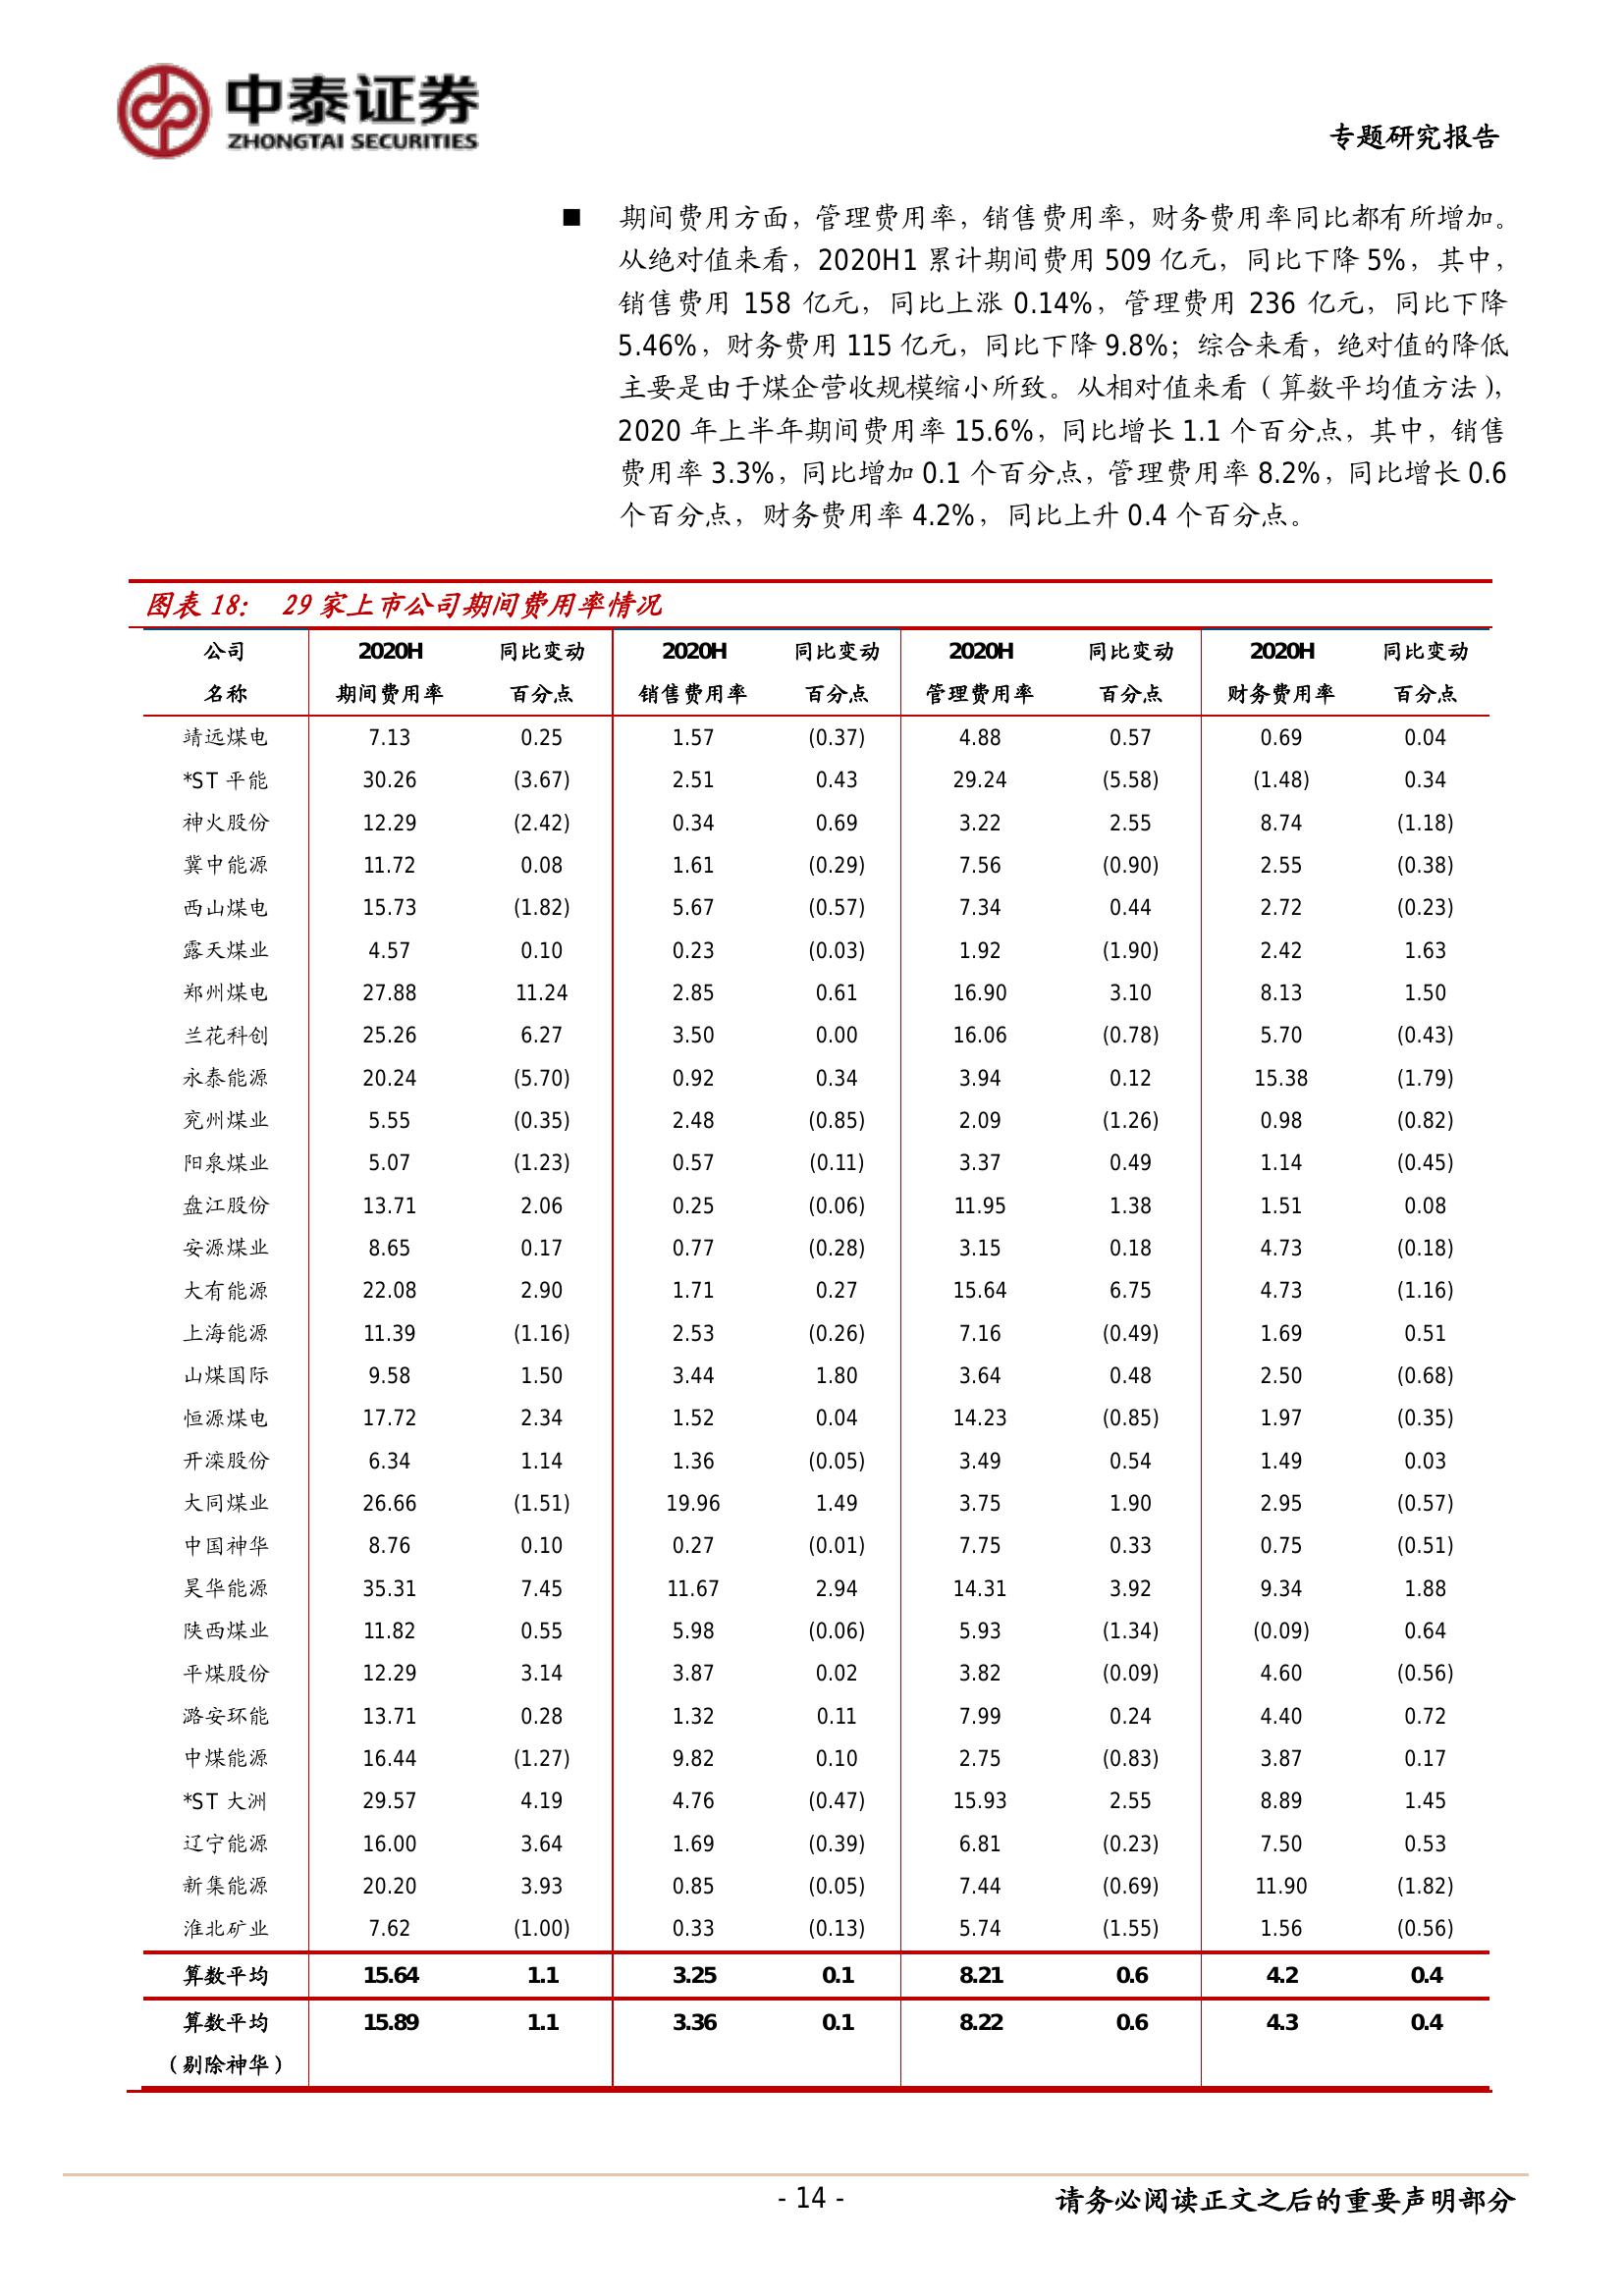 中泰证券
ZHONGTAI SECURITIES
专题研究报告
■ 期间费用方面，管理费用率，销售费用率，财务费用率同比都有所增加。
从绝对值来看，2020H1 累计期间费用 509 亿元，同比下降 5%，其中，
销售费用 158 亿元，同比上涨 0.14%，管理费用 236 亿元，同比下降
5.46%，财务费用 115 亿元，同比下降 9.8%；综合来看，绝对值的降低
主要是由于煤企营收规模缩小所致。从相对值来看（算数平均值方法），
2020 年上半年期间费用率 15.6%，同比增长 1.1 个百分点，其中，销售
费用率 3.3%，同比增加 0.1 个百分点，管理费用率 8.2%，同比增长 0.6
个百分点，财务费用率 4.2%，同比上升 0.4 个百分点。
图表 18： 29 家上市公司期间费用率情况
公司 2020H 同比变动 2020H 同比变动 2020H 同比变动 2020H 同比变动
名称 期间费用率 百分点 销售费用率 百分点 管理费用率 百分点 财务费用率 百分点
靖远煤电 7.13 0.25 1.57 (0.37) 4.88 0.57 0.69 0.04
*ST 平能 30.26 (3.67) 2.51 0.43 29.24 (5.58) (1.48) 0.34
神火股份 12.29 (2.42) 0.34 0.69 3.22 2.55 8.74 (1.18)
冀中能源 11.72 0.08 1.61 (0.29) 7.56 (0.90) 2.55 (0.38)
西山煤电 15.73 (1.82) 5.67 (0.57) 7.34 0.44 2.72 (0.23)
露天煤业 4.57 0.10 0.23 (0.03) 1.92 (1.90) 2.42 1.63
郑州煤电 27.88 11.24 2.85 0.61 16.90 3.10 8.13 1.50
兰花科创 25.26 6.27 3.50 0.00 16.06 (0.78) 5.70 (0.43)
永泰能源 20.24 (5.70) 0.92 0.34 3.94 0.12 15.38 (1.79)
兖州煤业 5.55 (0.35) 2.48 (0.85) 2.09 (1.26) 0.98 (0.82)
阳泉煤业 5.07 (1.23) 0.57 (0.11) 3.37 0.49 1.14 (0.45)
盘江股份 13.71 2.06 0.25 (0.06) 11.95 1.38 1.51 0.08
安源煤业 8.65 0.17 0.77 (0.28) 3.15 0.18 4.73 (0.18)
大有能源 22.08 2.90 1.71 0.27 15.64 6.75 4.73 (1.16)
上海能源 11.39 (1.16) 2.53 (0.26) 7.16 (0.49) 1.69 0.51
山煤国际 9.58 1.50 3.44 1.80 3.64 0.48 2.50 (0.68)
恒源煤电 17.72 2.34 1.52 0.04 14.23 (0.85) 1.97 (0.35)
开滦股份 6.34 1.14 1.36 (0.05) 3.49 0.54 1.49 0.03
大同煤业 26.66 (1.51) 19.96 1.49 3.75 1.90 2.95 (0.57)
中国神华 8.76 0.10 0.27 (0.01) 7.75 0.33 0.75 (0.51)
昊华能源 35.31 7.45 11.67 2.94 14.31 3.92 9.34 1.88
陕西煤业 11.82 0.55 5.98 (0.06) 5.93 (1.34) (0.09) 0.64
平煤股份 12.29 3.14 3.87 0.02 3.82 (0.09) 4.60 (0.56)
潞安环能 13.71 0.28 1.32 0.11 7.99 0.24 4.40 0.72
中煤能源 16.44 (1.27) 9.82 0.10 2.75 (0.83) 3.87 0.17
*ST 大洲 29.57 4.19 4.76 (0.47) 15.93 2.55 8.89 1.45
辽宁能源 16.00 3.64 1.69 (0.39) 6.81 (0.23) 7.50 0.53
新集能源 20.20 3.93 0.85 (0.05) 7.44 (0.69) 11.90 (1.82)
淮北矿业 7.62 (1.00) 0.33 (0.13) 5.74 (1.55) 1.56 (0.56)
算数平均 15.64 1.1 3.25 0.1 8.21 0.6 4.2 0.4
算数平均 15.89 1.1 3.36 0.1 8.22 0.6 4.3 0.4
（剔除神华）
- 14 - 请务必阅读正文之后的重要声明部分